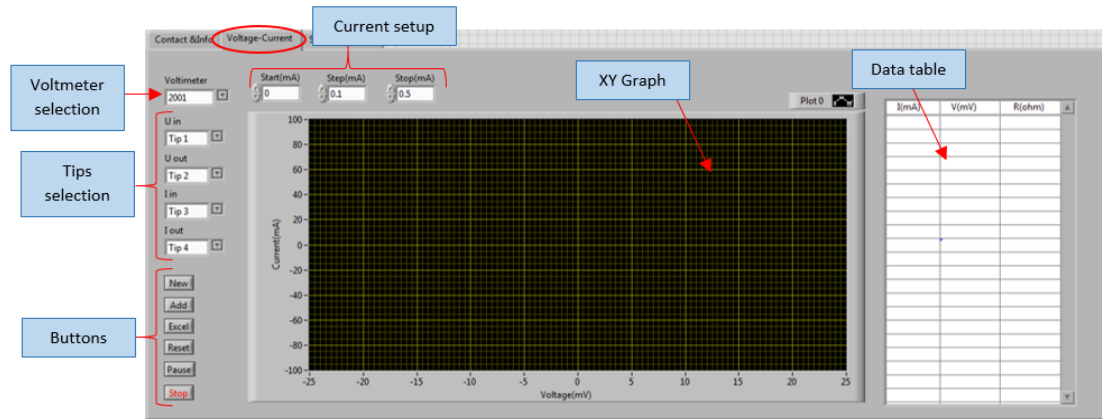 Current setup
Contact &Info
Voltage-Current
S
Voltmeter
selection
Voltimeter
2001
Start(mA)
Step(mA)
Stop(mA)
0
0.1
0.5
XY Graph
Data table
Plot 0
I(mA)
V(mV)
R(ohm)
Tips
selection
U in
Tip 1
U out
Tip 2
I in
Tip 3
I out
Tip 4
Buttons
New
Add
Excel
Reset
Pause
Stop
Current(mA)
100
80
60
40
20
0
-20
-40
-60
-80
-100
-25
-20
-15
-10
-5
0
5
10
15
20
25
Voltage(mV)